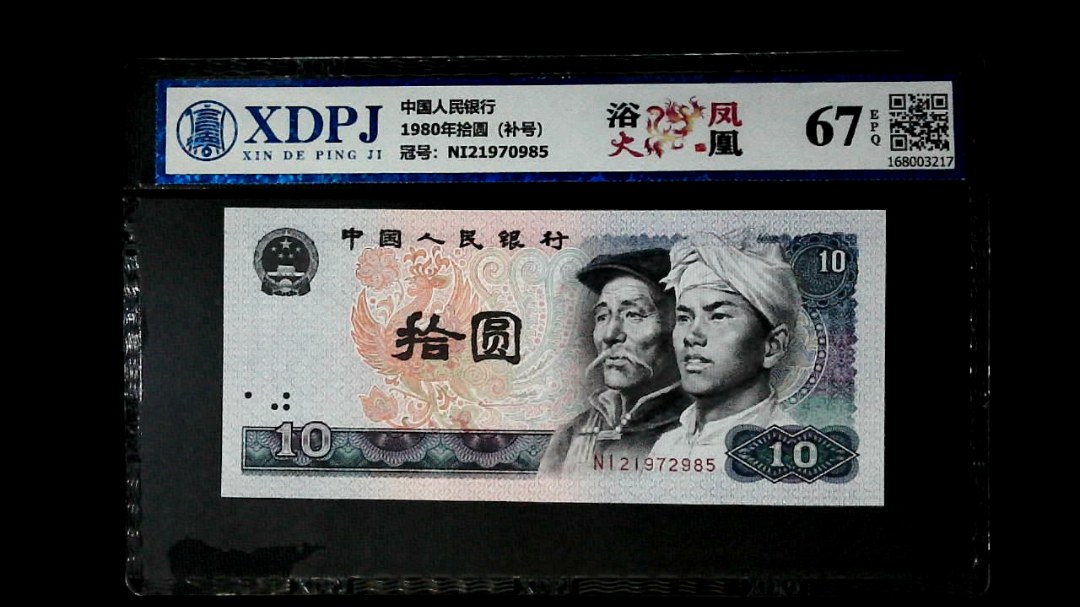 XDPJ
XIN DE PING JI
中国人民银行
1980年拾圆（补号）
冠号：NI21970985
浴火凤凰
67
EPQ
168003217
中国人民银行
10
拾圆
10
NI21972985
10